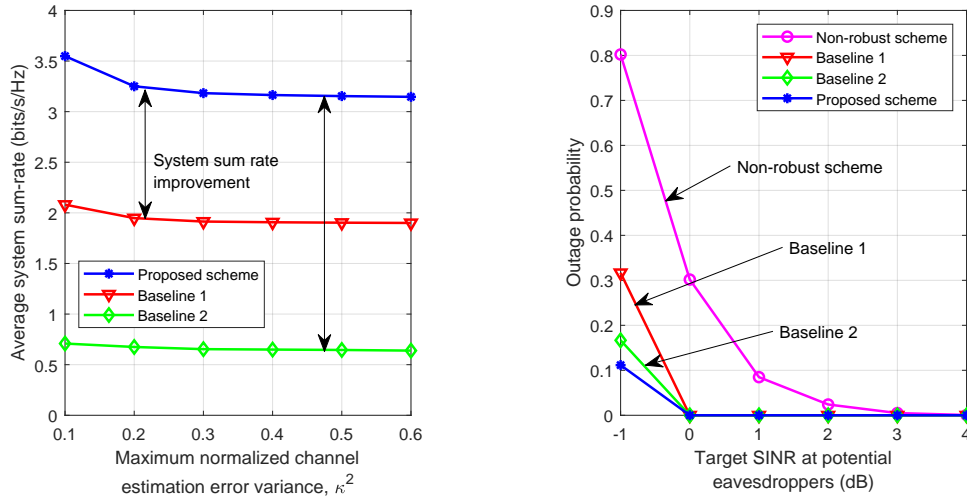 4
3.5
3
2.5
2
1.5
1
0.5
0
Average system sum-rate (bits/s/Hz)
System sum rate
improvement
Proposed scheme
Baseline 1
Baseline 2
0.1 0.2 0.3 0.4 0.5 0.6
Maximum normalized channel
estimation error variance, κ²
0.9
0.8
0.7
0.6
0.5
0.4
0.3
0.2
0.1
0
Outage probability
Non-robust scheme
Baseline 1
Baseline 2
Proposed scheme
Non-robust scheme
Baseline 1
Baseline 2
-1 0 1 2 3 4
Target SINR at potential
eavesdroppers (dB)